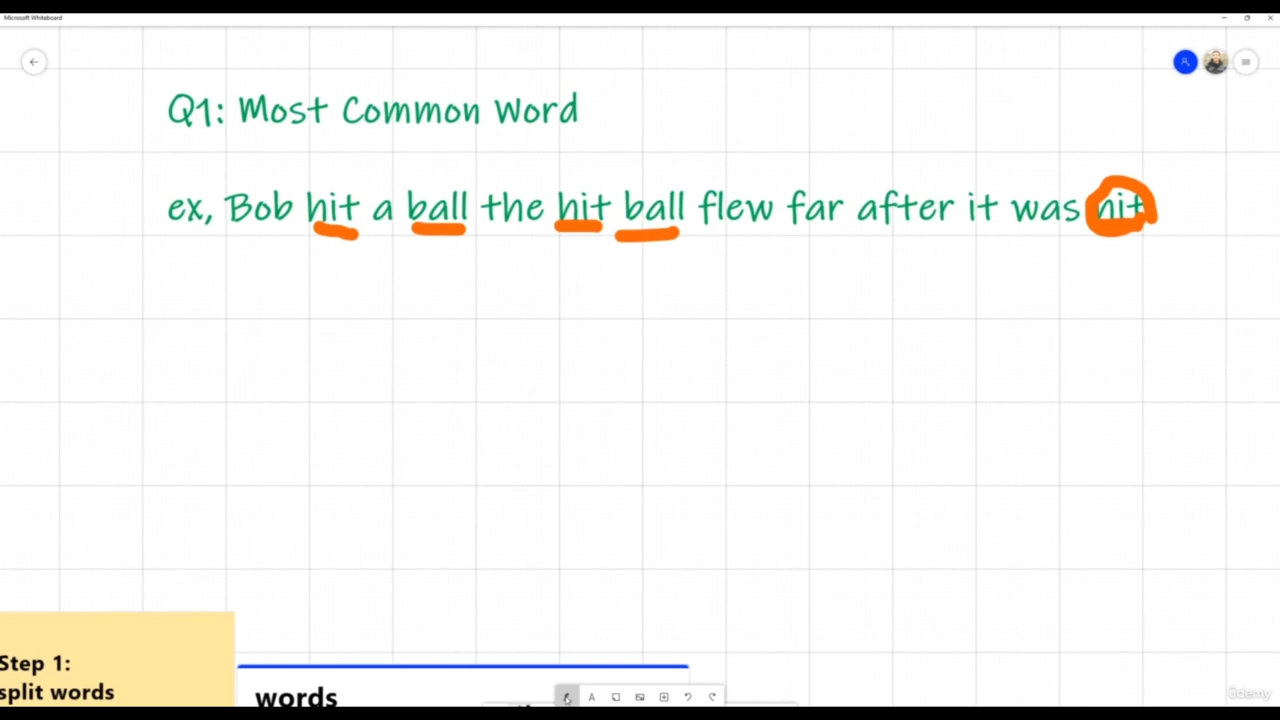 Microsoft Whiteboard
Q1: Most Common Word
ex, Bob hit a ball the hit ball flew far after it was hit
Step 1:
split words
words
A
ûdemy